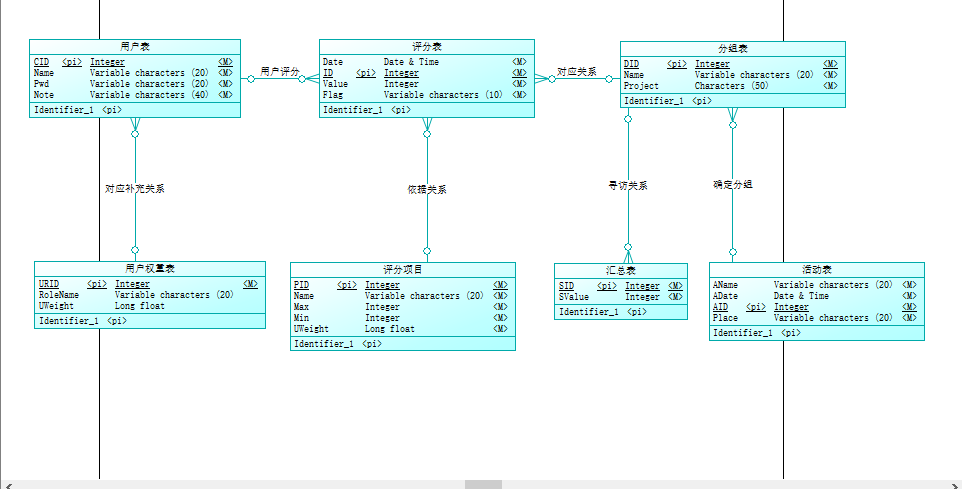 用户表
CID <pi> Integer <M>
Name Variable characters (20) <M>
Pwd Variable characters (20) <M>
Note Variable characters (40) <M>
Identifier_1 <pi>
用户评分
评分表
Date Date & Time <M>
ID <pi> Integer <M>
Value Integer <M>
Flag Variable characters (10) <M>
Identifier_1 <pi>
对应关系
分组表
DID <pi> Integer <M>
Name Variable characters (20) <M>
Project Characters (50) <M>
Identifier_1 <pi>
对应补充关系
依据关系
寻访关系
确定分组
用户权重表
URID <pi> Integer <M>
RoleName Variable characters (20)
UWeight Long float
Identifier_1 <pi>
评分项目
PID <pi> Integer <M>
Name Variable characters (20) <M>
Max Integer <M>
Min Integer <M>
UWeight Long float <M>
Identifier_1 <pi>
汇总表
SID <pi> Integer <M>
SValue Integer <M>
Identifier_1 <pi>
活动表
AName Variable characters (20) <M>
ADate Date & Time <M>
AID <pi> Integer <M>
Place Variable characters (20) <M>
Identifier_1 <pi>